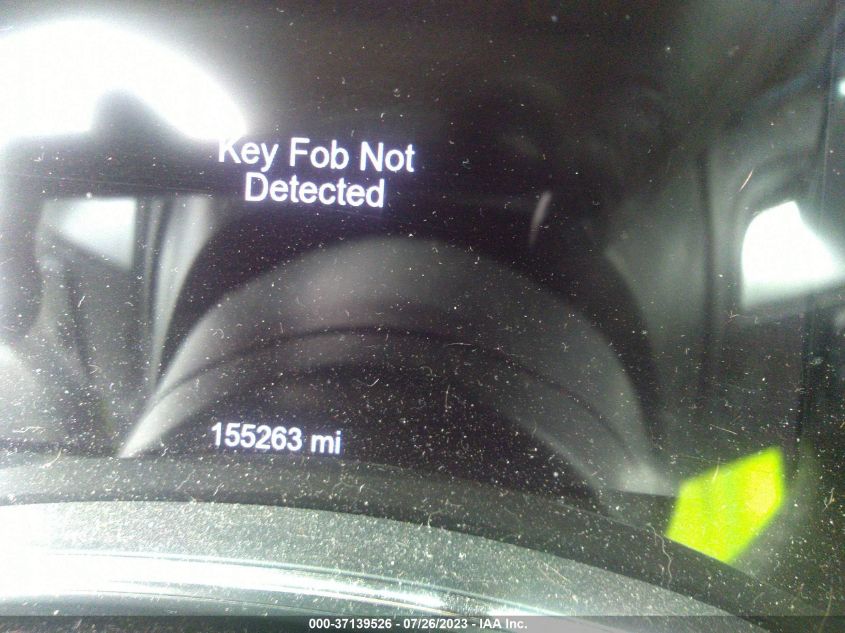 Key Fob Not
Detected
155263 mi
000-37139526 - 07/26/2023 - IAA Inc.